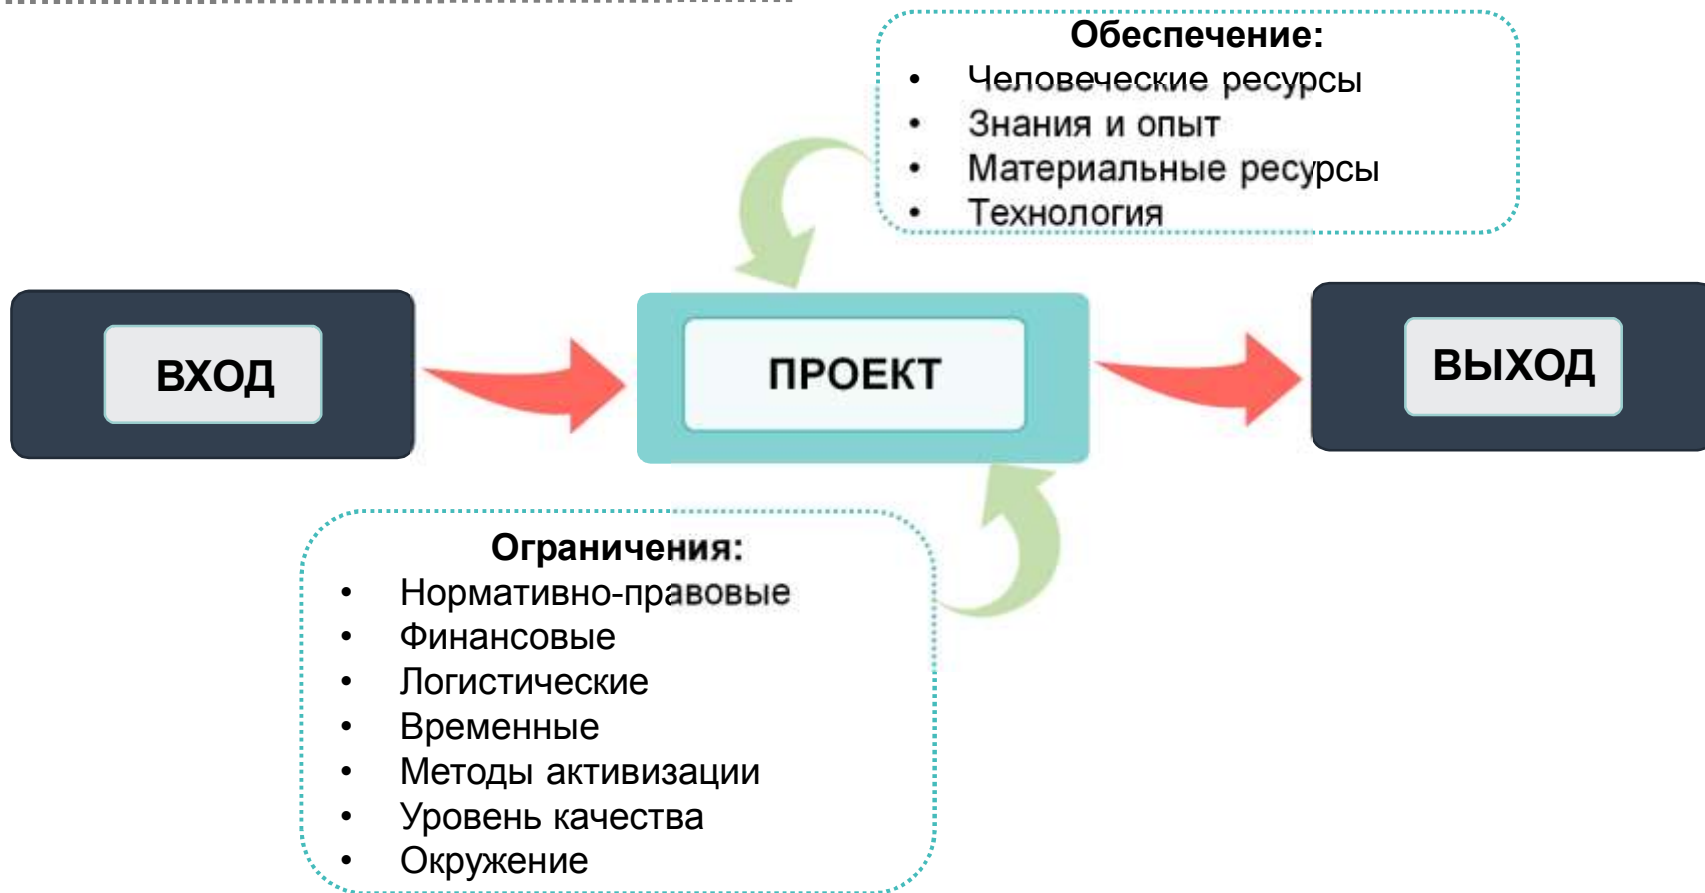 Обеспечение:
• Человеческие ресурсы
• Знания и опыт
• Материальные ресурсы
• Технология
ВХОД
ПРОЕКТ
ВЫХОД
Ограничения:
• Нормативно-правовые
• Финансовые
• Логистические
• Временные
• Методы активизации
• Уровень качества
• Окружение